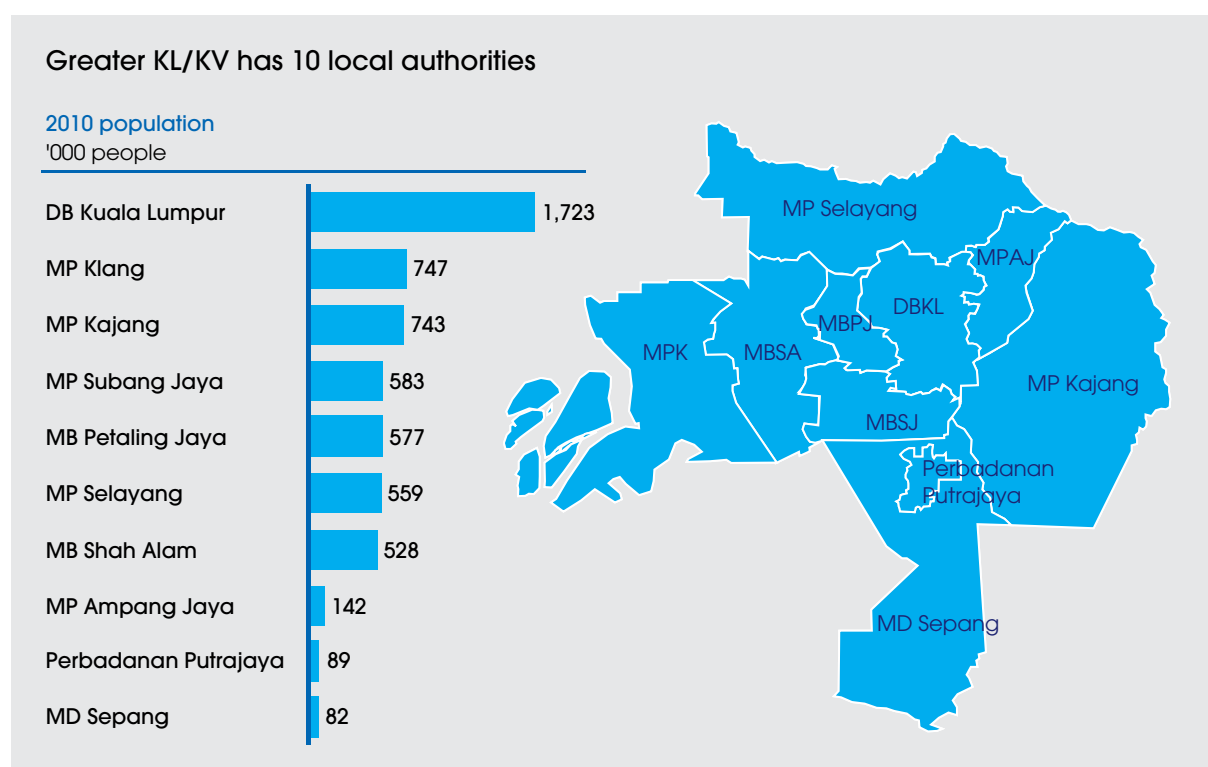 Greater KL/KV has 10 local authorities
2010 population
'000 people
DB Kuala Lumpur 1,723
MP Klang 747
MP Kajang 743
MP Subang Jaya 583
MB Petaling Jaya 577
MP Selayang 559
MB Shah Alam 528
MP Ampang Jaya 142
Perbadanan Putrajaya 89
MD Sepang 82
MP Selayang
MPAJ
DBKL
MBPJ
MPK
MBSA
MP Kajang
MBSJ
Perbadanan
Putrajaya
MD Sepang